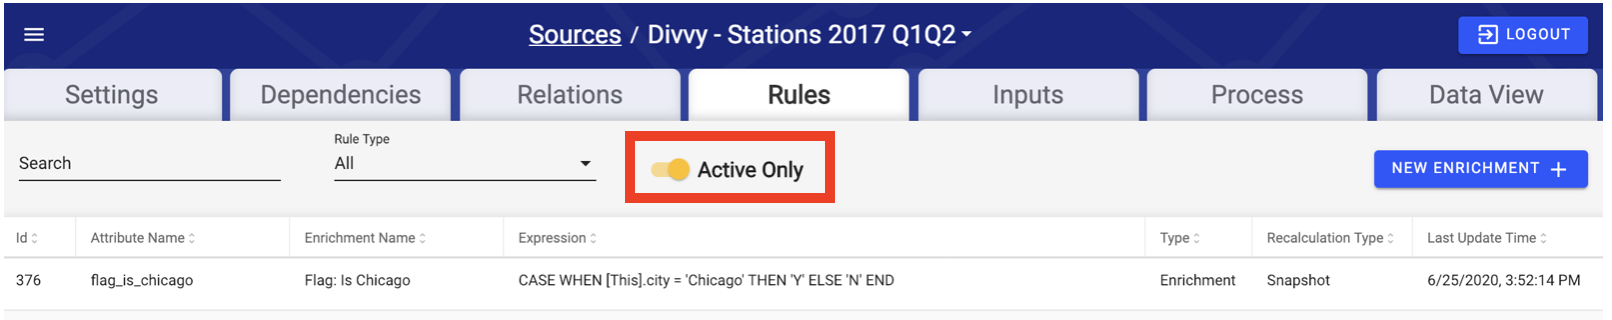 Sources / Divvy - Stations 2017 Q1Q2
LOGOUT
Settings Dependencies Relations Rules Inputs Process Data View
Rule Type
Search All Active Only NEW ENRICHMENT +
Id Attribute Name Enrichment Name Expression Type Recalculation Type Last Update Time
376 flag_is_chicago Flag: Is Chicago CASE WHEN [This].city = 'Chicago' THEN 'Y' ELSE 'N' END Enrichment Snapshot 6/25/2020, 3:52:14 PM